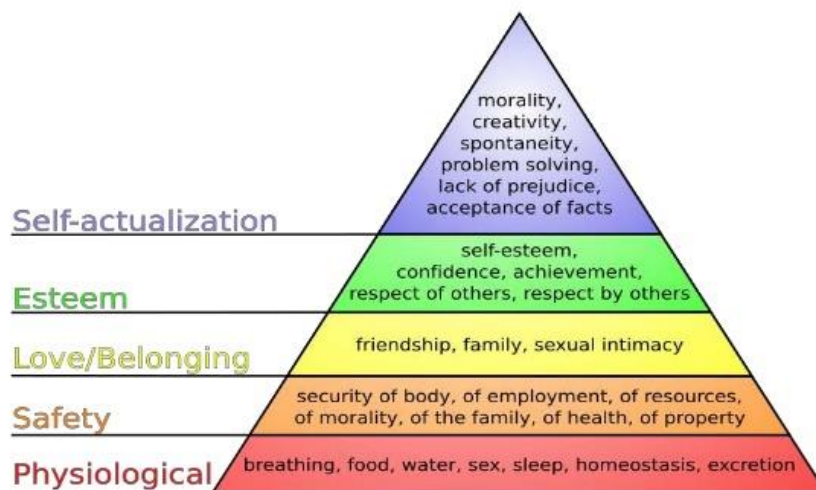 morality,
creativity,
spontaneity,
problem solving,
lack of prejudice,
acceptance of facts
Self-actualization
self-esteem,
confidence, achievement,
respect of others, respect by others
Esteem
friendship, family, sexual intimacy
Love/Belonging
security of body, of employment, of resources,
of morality, of the family, of health, of property
Safety
breathing, food, water, sex, sleep, homeostasis, excretion
Physiological